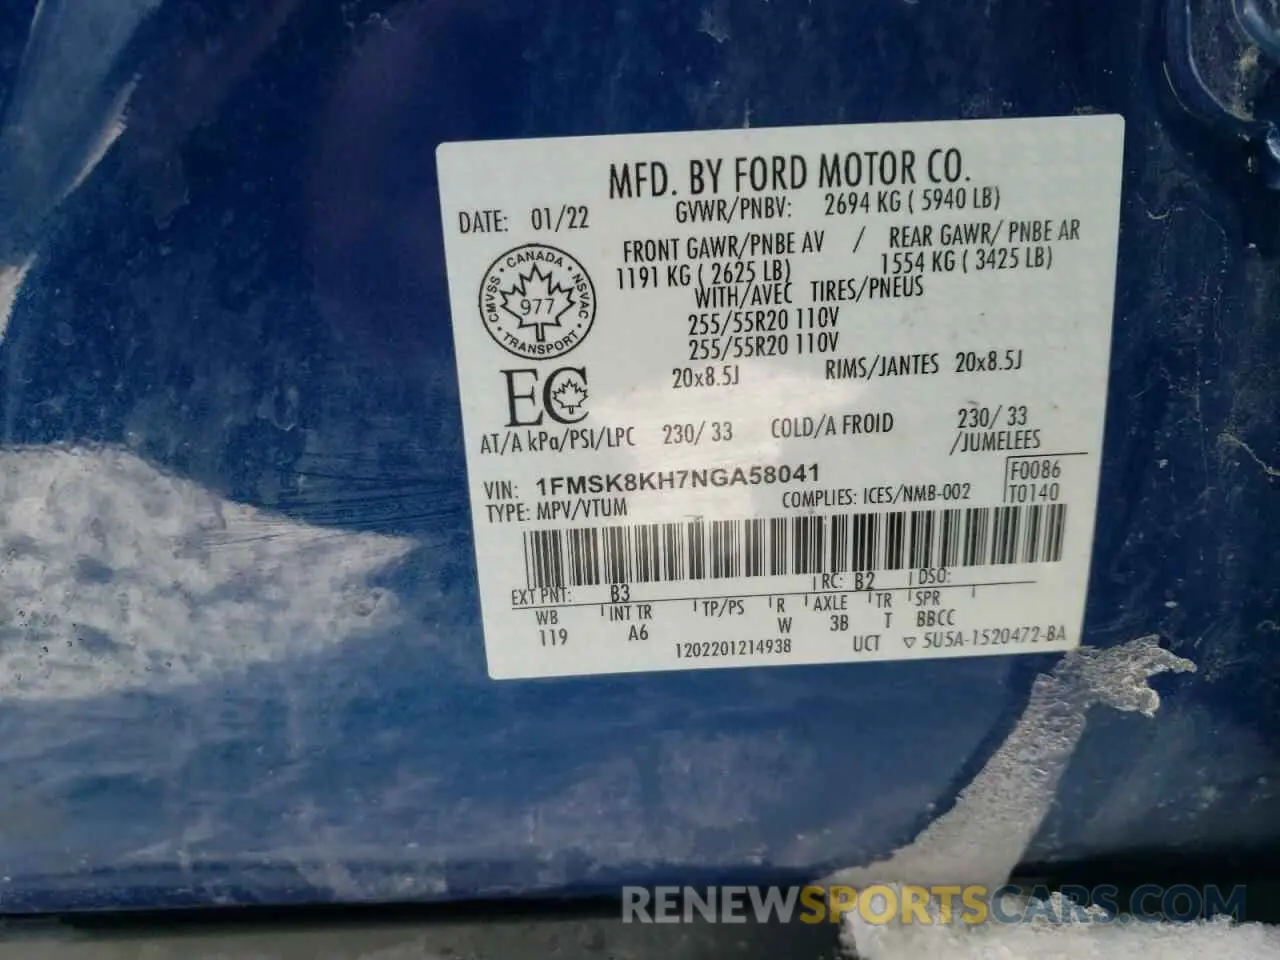 MFD. BY FORD MOTOR CO.
DATE: 01/22 GVWR/PNBV: 2694 KG ( 5940 LB)
FRONT GAWR/PNBE AV / REAR GAWR/ PNBE AR
1191 KG ( 2625 LB) 1554 KG ( 3425 LB)
WITH/AVEC TIRES/PNEUS
255/55R20 110V
255/55R20 110V
20x8.5J RIMS/JANTES 20x8.5J
CANADA · NSVAC · TRANSPORT · CMVSS
977
EC
AT/A kPa/PSI/LPC 230/ 33 COLD/A FROID 230/ 33
/JUMELEES
VIN: 1FMSK8KH7NGA58041 F0086
TYPE: MPV/VTUM COMPLIES: ICES/NMB-002 T0140
EXT PNT: B3 RC: B2 DSO:
WB INT TR TP/PS R AXLE TR SPR
119 A6 W 3B T BBCC
1202201214938 UCT ▽ 5U5A-1520472-BA
RENEWSPORTSCARS.COM